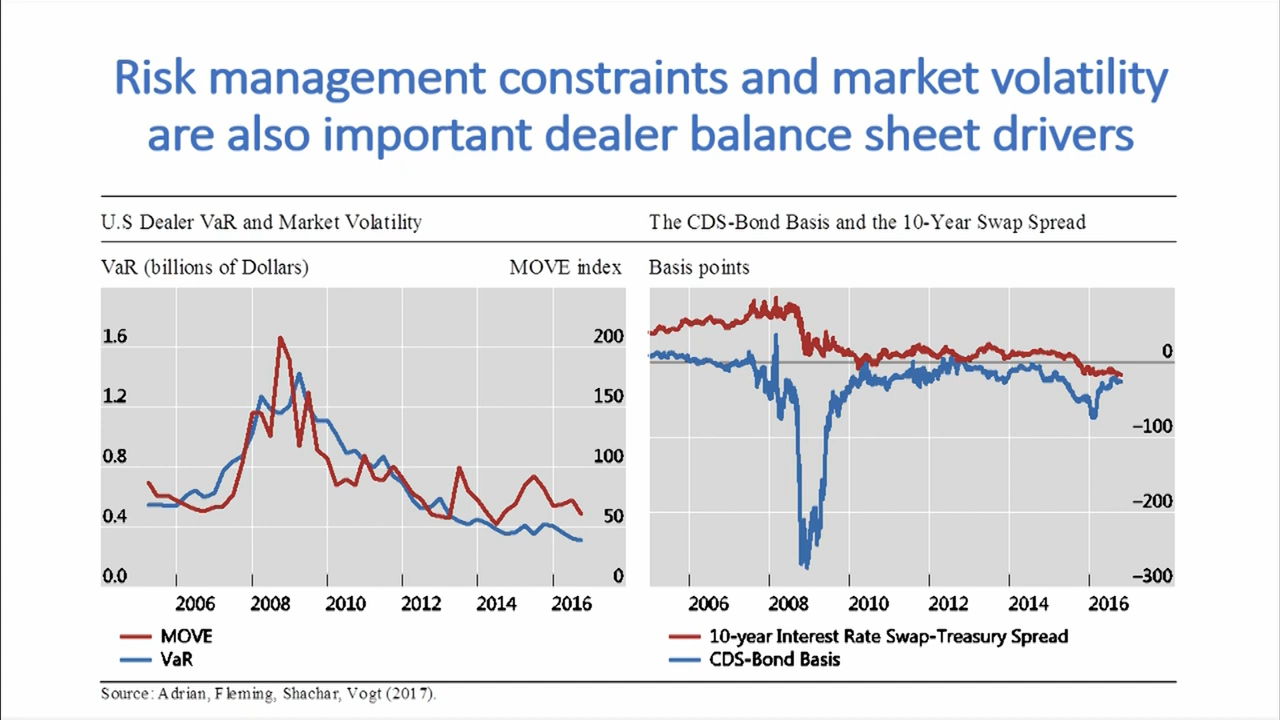 Risk management constraints and market volatility
are also important dealer balance sheet drivers
U.S Dealer VaR and Market Volatility
The CDS-Bond Basis and the 10-Year Swap Spread
VaR (billions of Dollars)
MOVE index
Basis points
1.6
200
1.2
150
0.8
100
0.4
50
0.0
0
2006 2008 2010 2012 2014 2016
MOVE
VaR
0
−100
−200
−300
2006 2008 2010 2012 2014 2016
10-year Interest Rate Swap-Treasury Spread
CDS-Bond Basis
Source: Adrian, Fleming, Shachar, Vogt (2017).